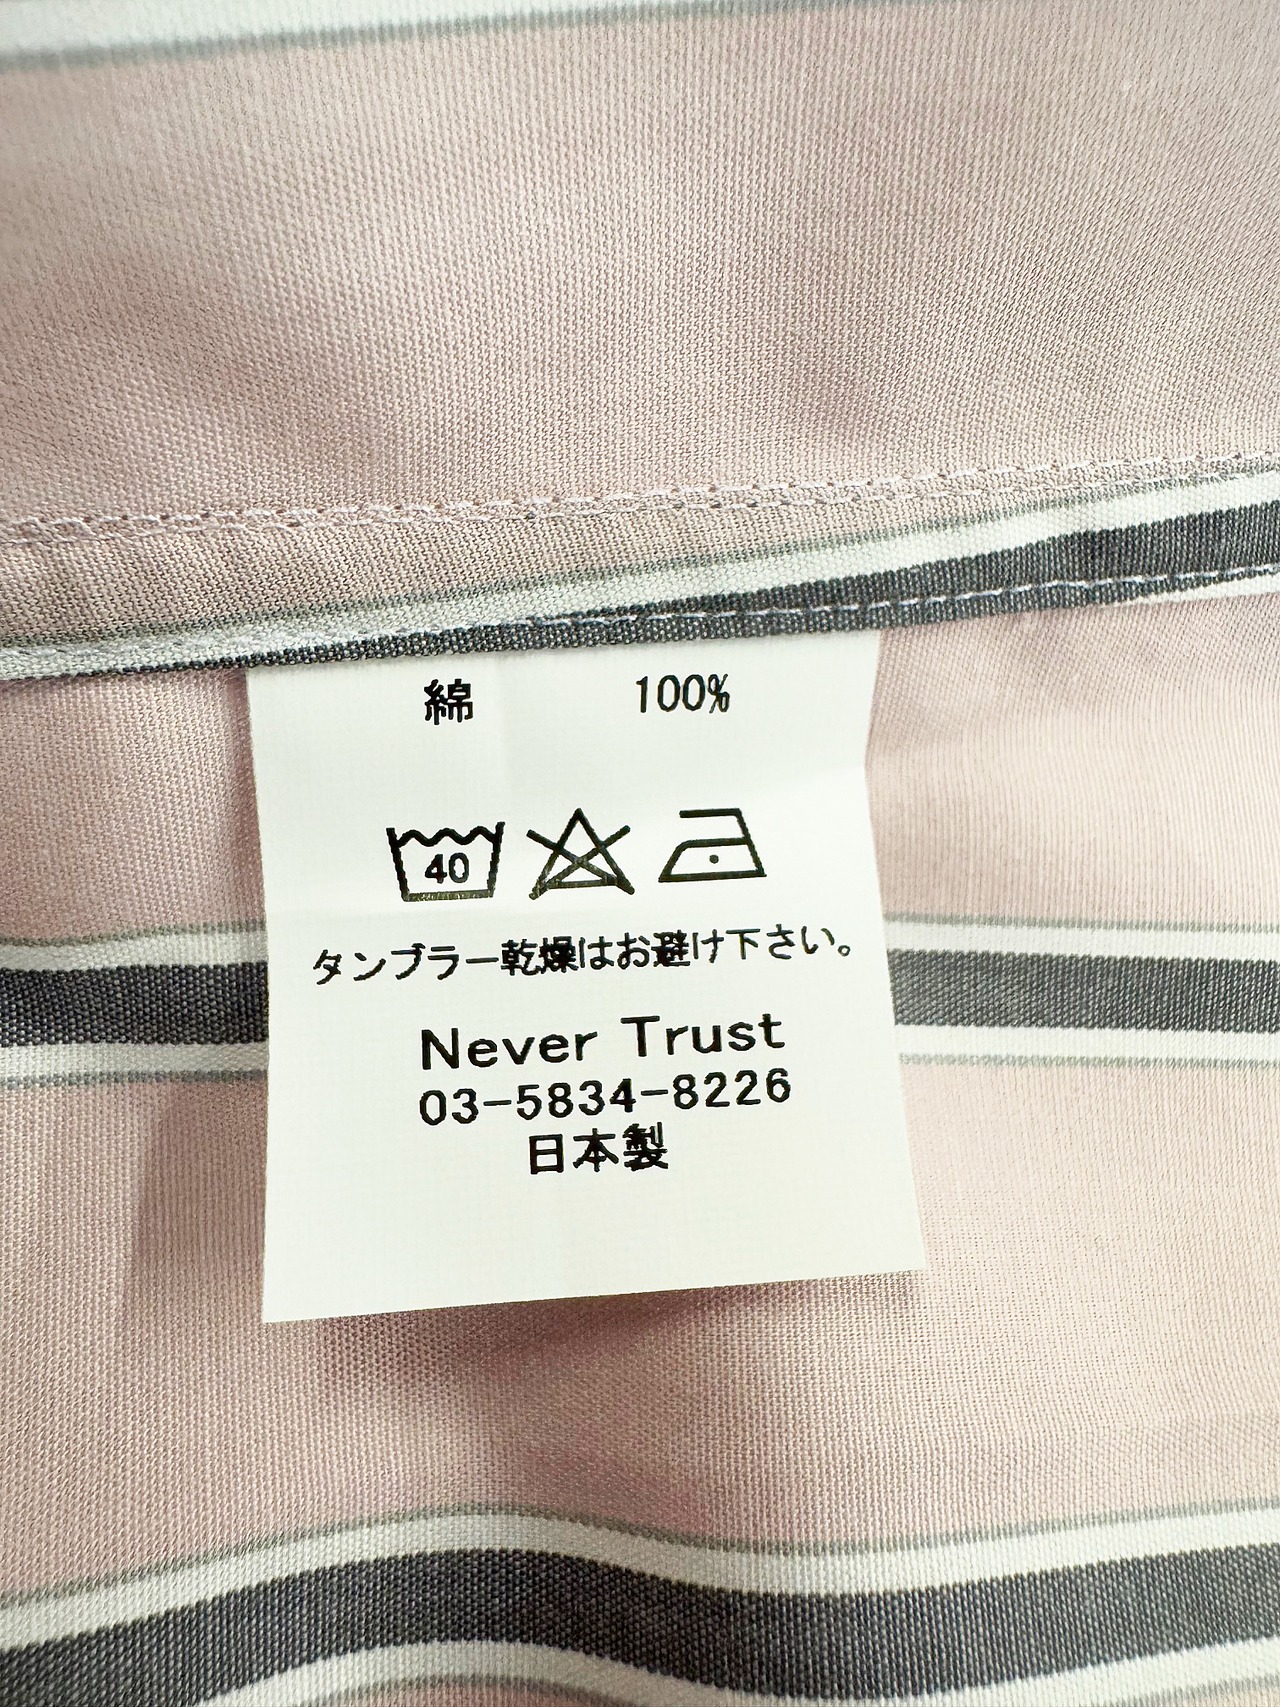 綿 100%
40
タンブラー乾燥はお避け下さい。
Never Trust
03-5834-8226
日本製